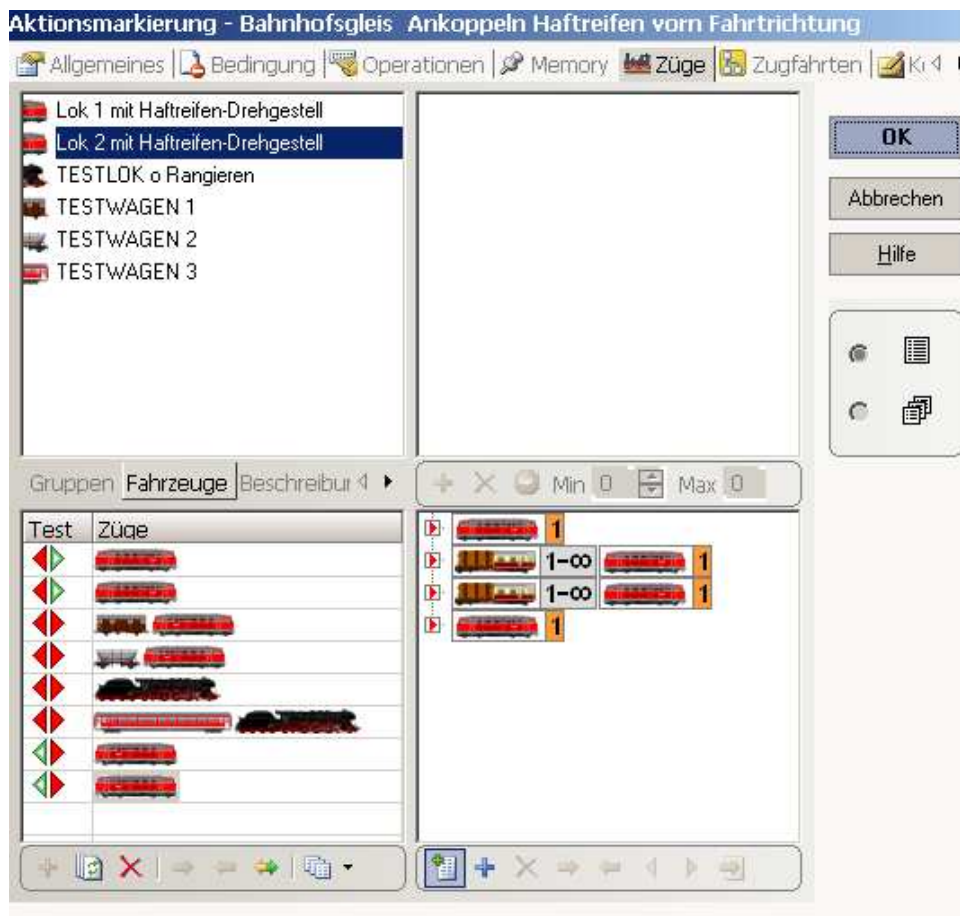 Aktionsmarkierung - Bahnhofsgleis Ankoppeln Haftreifen vorn Fahrtrichtung
Allgemeines Bedingung Operationen Memory Züge Zugfahrten
Lok 1 mit Haftreifen-Drehgestell
Lok 2 mit Haftreifen-Drehgestell
TESTLOK o Rangieren
TESTWAGEN 1
TESTWAGEN 2
TESTWAGEN 3
OK
Abbrechen
Hilfe
Gruppen Fahrzeuge Beschreibur
Min 0 Max 0
Test Züge
1
1-∞ 1
1-∞ 1
1